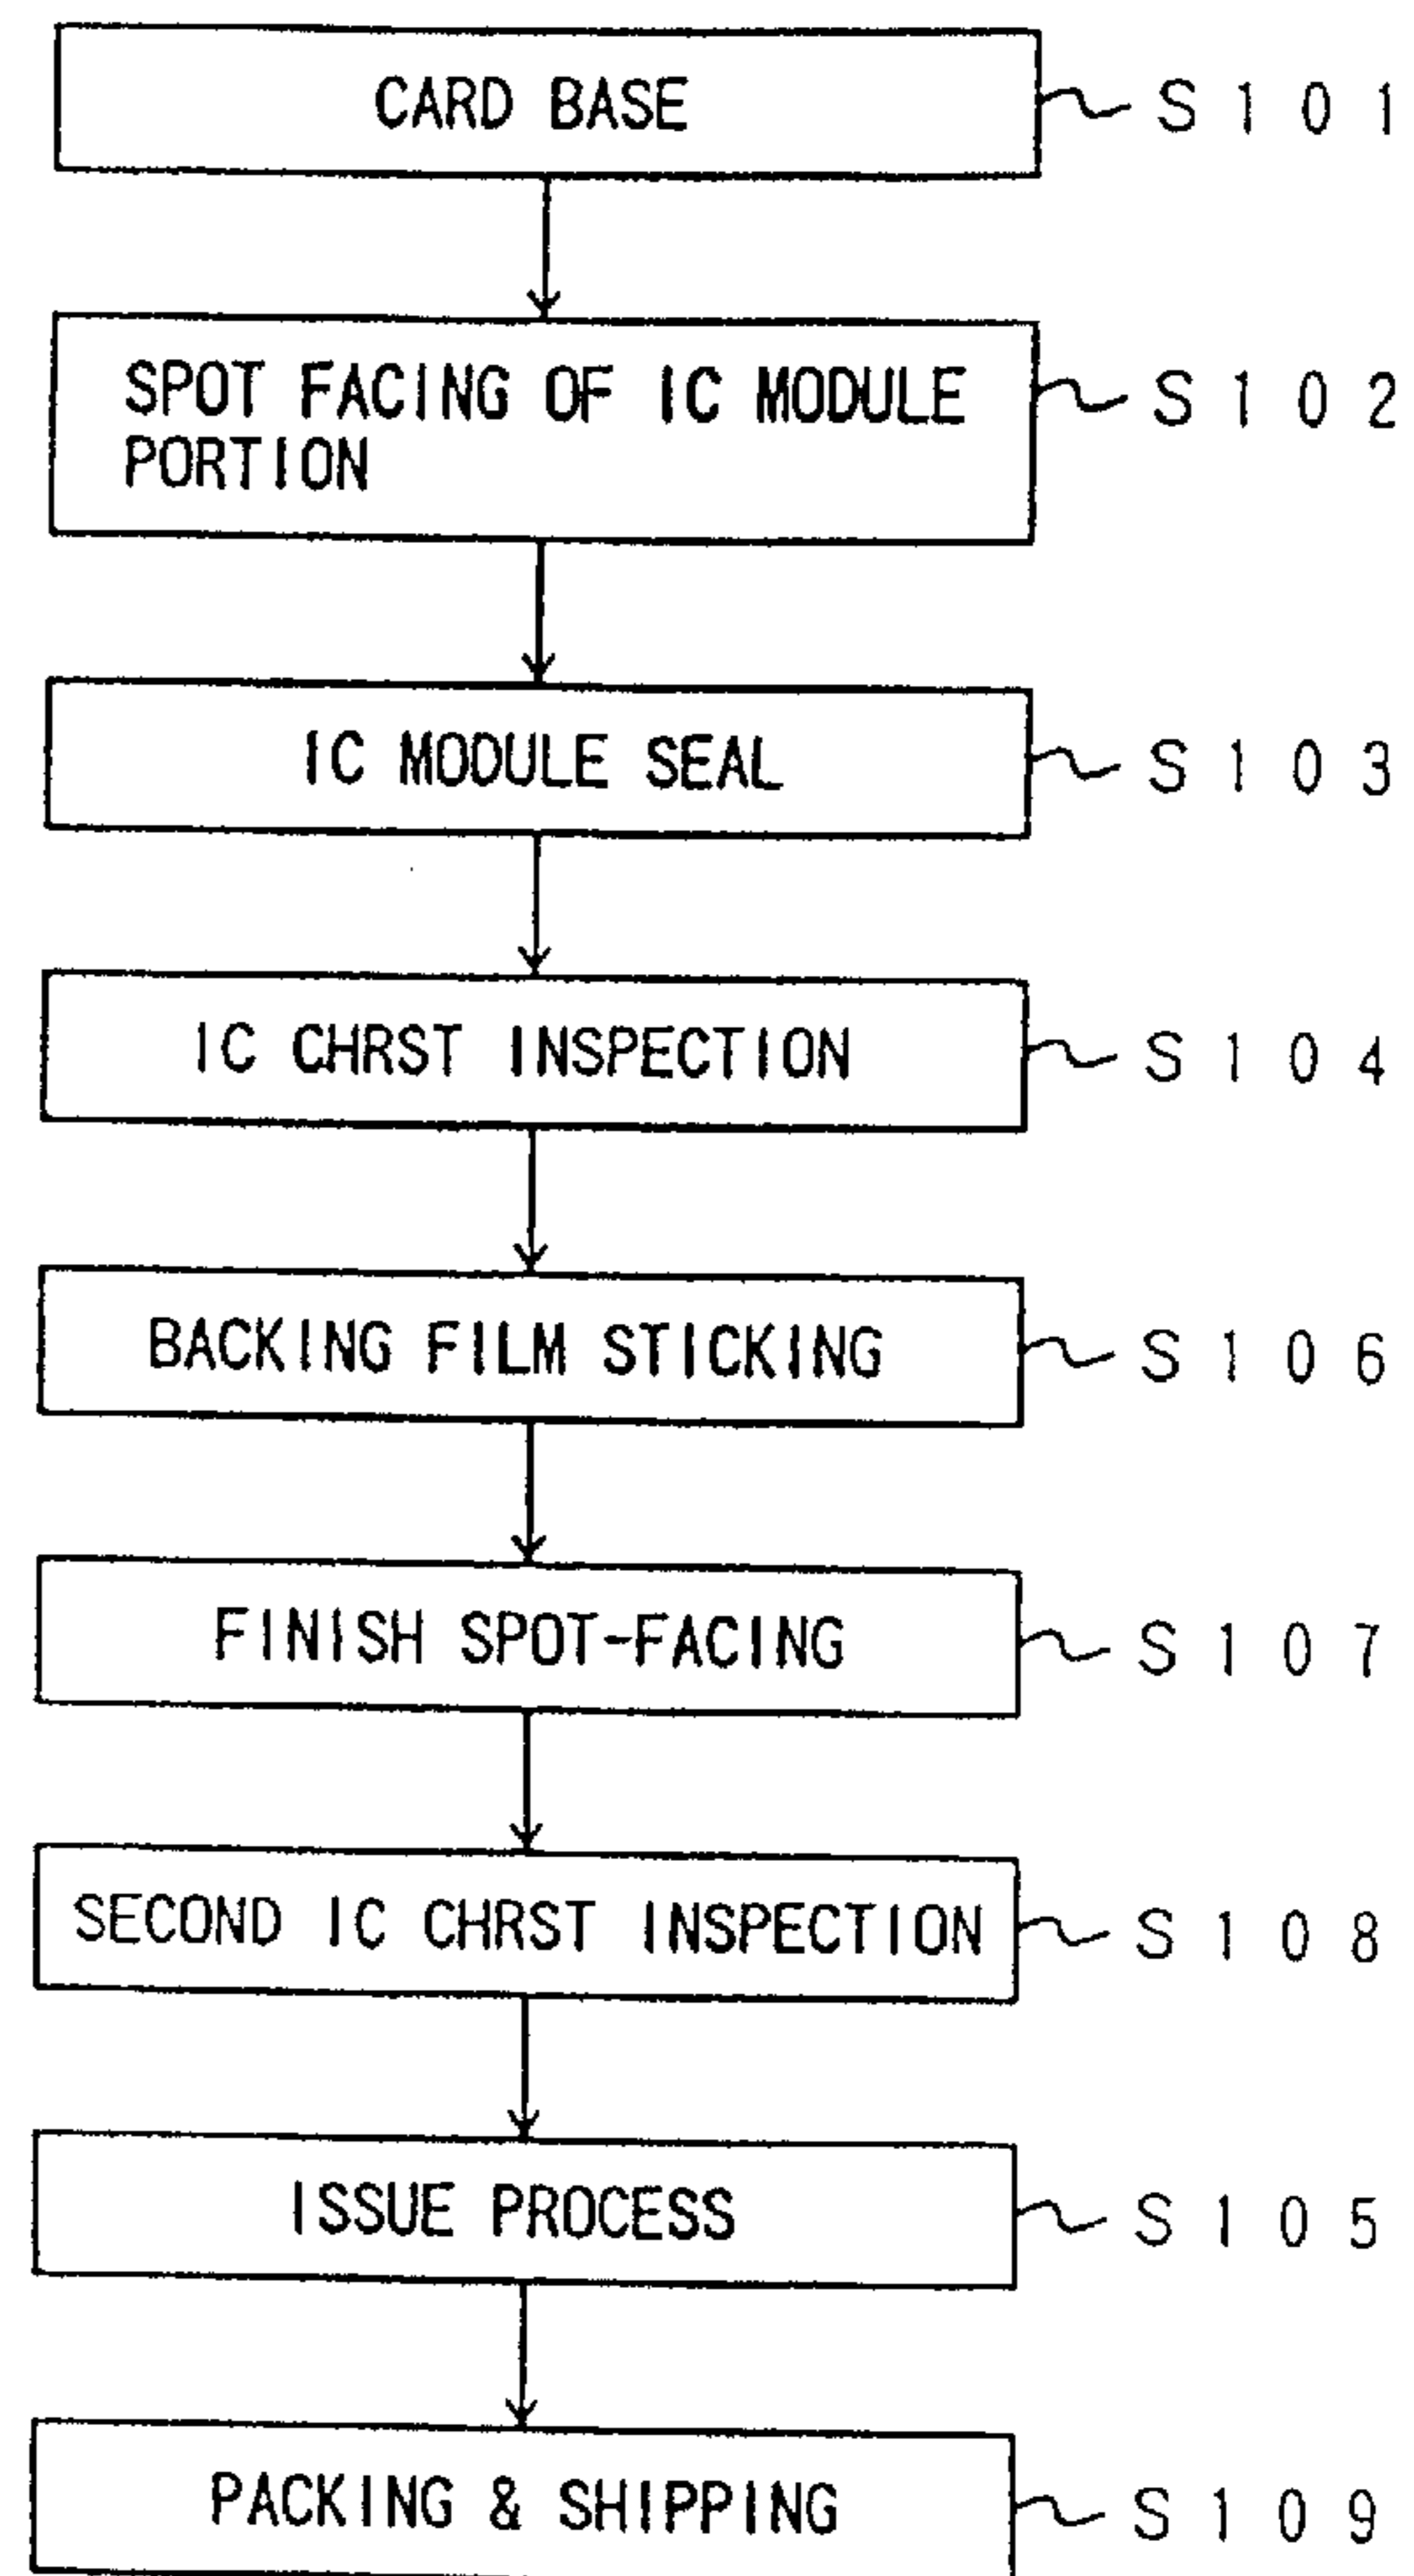 CARD BASE S101
SPOT FACING OF IC MODULE
PORTION S102
IC MODULE SEAL S103
IC CHRST INSPECTION S104
BACKING FILM STICKING S106
FINISH SPOT-FACING S107
SECOND IC CHRST INSPECTION S108
ISSUE PROCESS S105
PACKING & SHIPPING S109